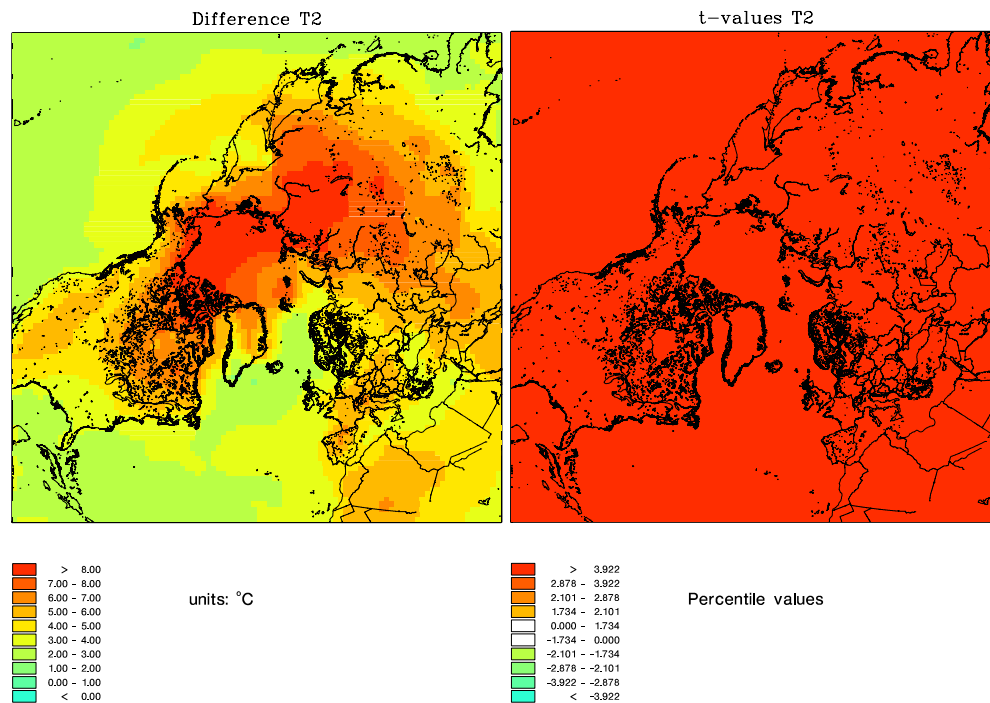 Difference T2
t-values T2
> 8.00
7.00 - 8.00
6.00 - 7.00
5.00 - 6.00
4.00 - 5.00
3.00 - 4.00
2.00 - 3.00
1.00 - 2.00
0.00 - 1.00
< 0.00
units: °C
> 3.922
2.878 - 3.922
2.101 - 2.878
1.734 - 2.101
0.000 - 1.734
-1.734 - 0.000
-2.101 - -1.734
-2.878 - -2.101
-3.922 - -2.878
< -3.922
Percentile values